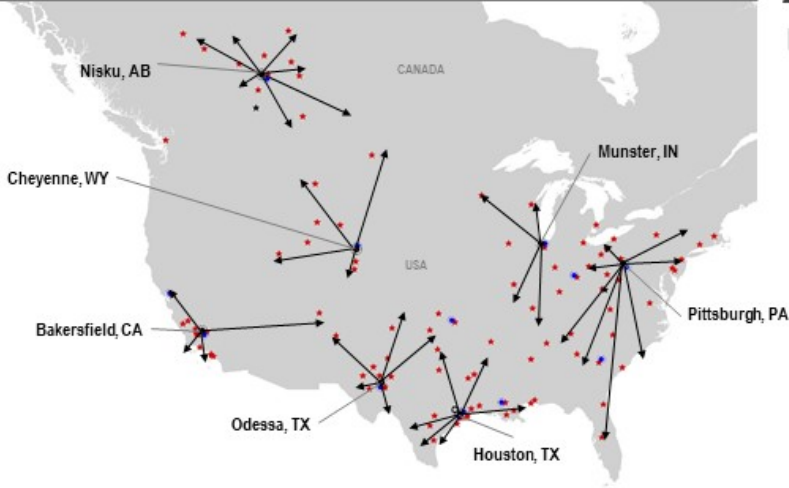 Nisku, AB
CANADA
Munster, IN
Cheyenne, WY
USA
Pittsburgh, PA
Bakersfield, CA
Odessa, TX
Houston, TX